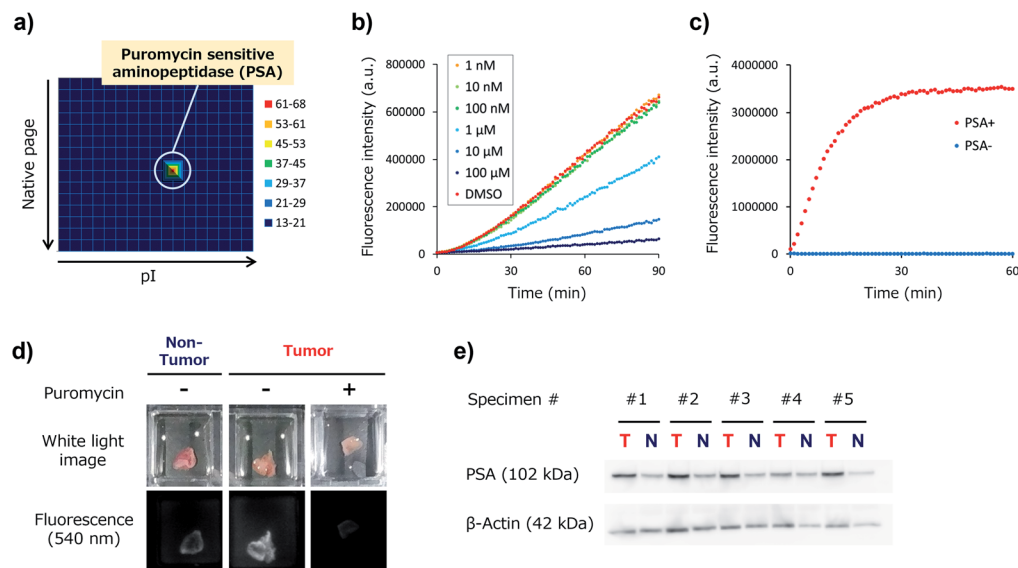 a)
Puromycin sensitive
aminopeptidase (PSA)
Native page
pI
61-68
53-61
45-53
37-45
29-37
21-29
13-21
b)
Fluorescence intensity (a.u.)
800000
600000
400000
200000
0
0
30
60
90
Time (min)
1 nM
10 nM
100 nM
1 μM
10 μM
100 μM
DMSO
c)
Fluorescence intensity (a.u.)
4000000
3000000
2000000
1000000
0
0
30
60
Time (min)
PSA+
PSA-
d)
Non-
Tumor
Tumor
Puromycin
- - +
White light
image
Fluorescence
(540 nm)
e)
Specimen # #1 #2 #3 #4 #5
T N T N T N T N T N
PSA (102 kDa)
β-Actin (42 kDa)